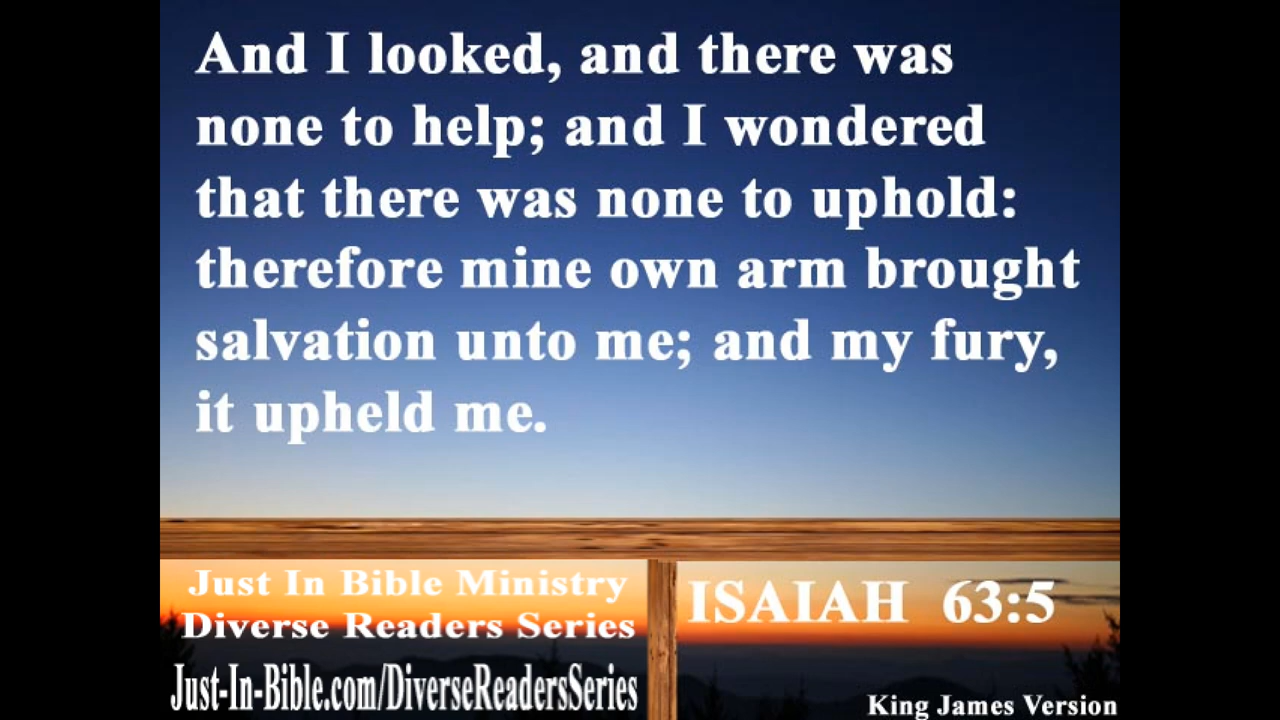 And I looked, and there was
none to help; and I wondered
that there was none to uphold:
therefore mine own arm brought
salvation unto me; and my fury,
it upheld me.
Just In Bible Ministry
Diverse Readers Series
Just-In-Bible.com/DiverseReadersSeries
ISAIAH 63:5
King James Version